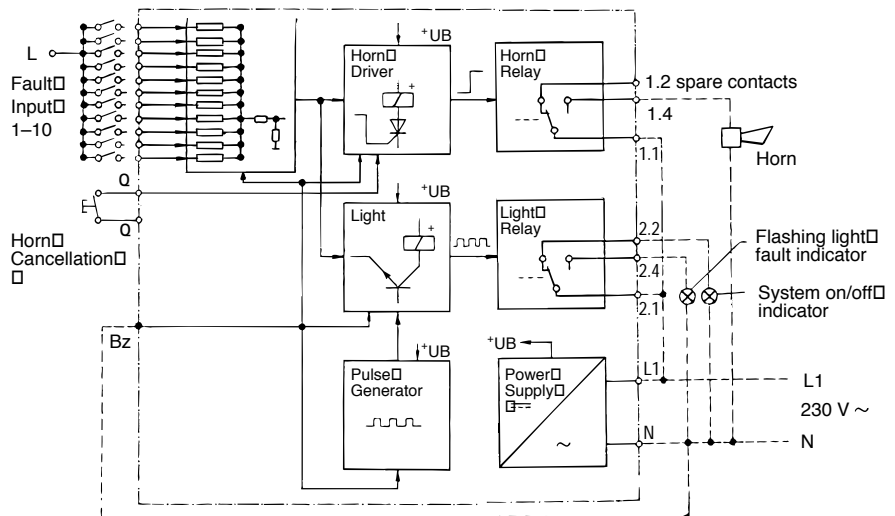 L
Fault□
Input□
1–10
Q
Q
Horn□
Cancellation□
□
Bz
Horn□
Driver
+UB
+
Horn□
Relay
1.2 spare contacts
1.4
1.1
Horn
Light
+UB
+
Light□
Relay
2.2
2.4
2.1
Flashing light□
fault indicator
System on/off□
indicator
Pulse□
Generator
+UB
+UB
Power□
Supply□
□
~
L1
N
L1
230 V ~
N